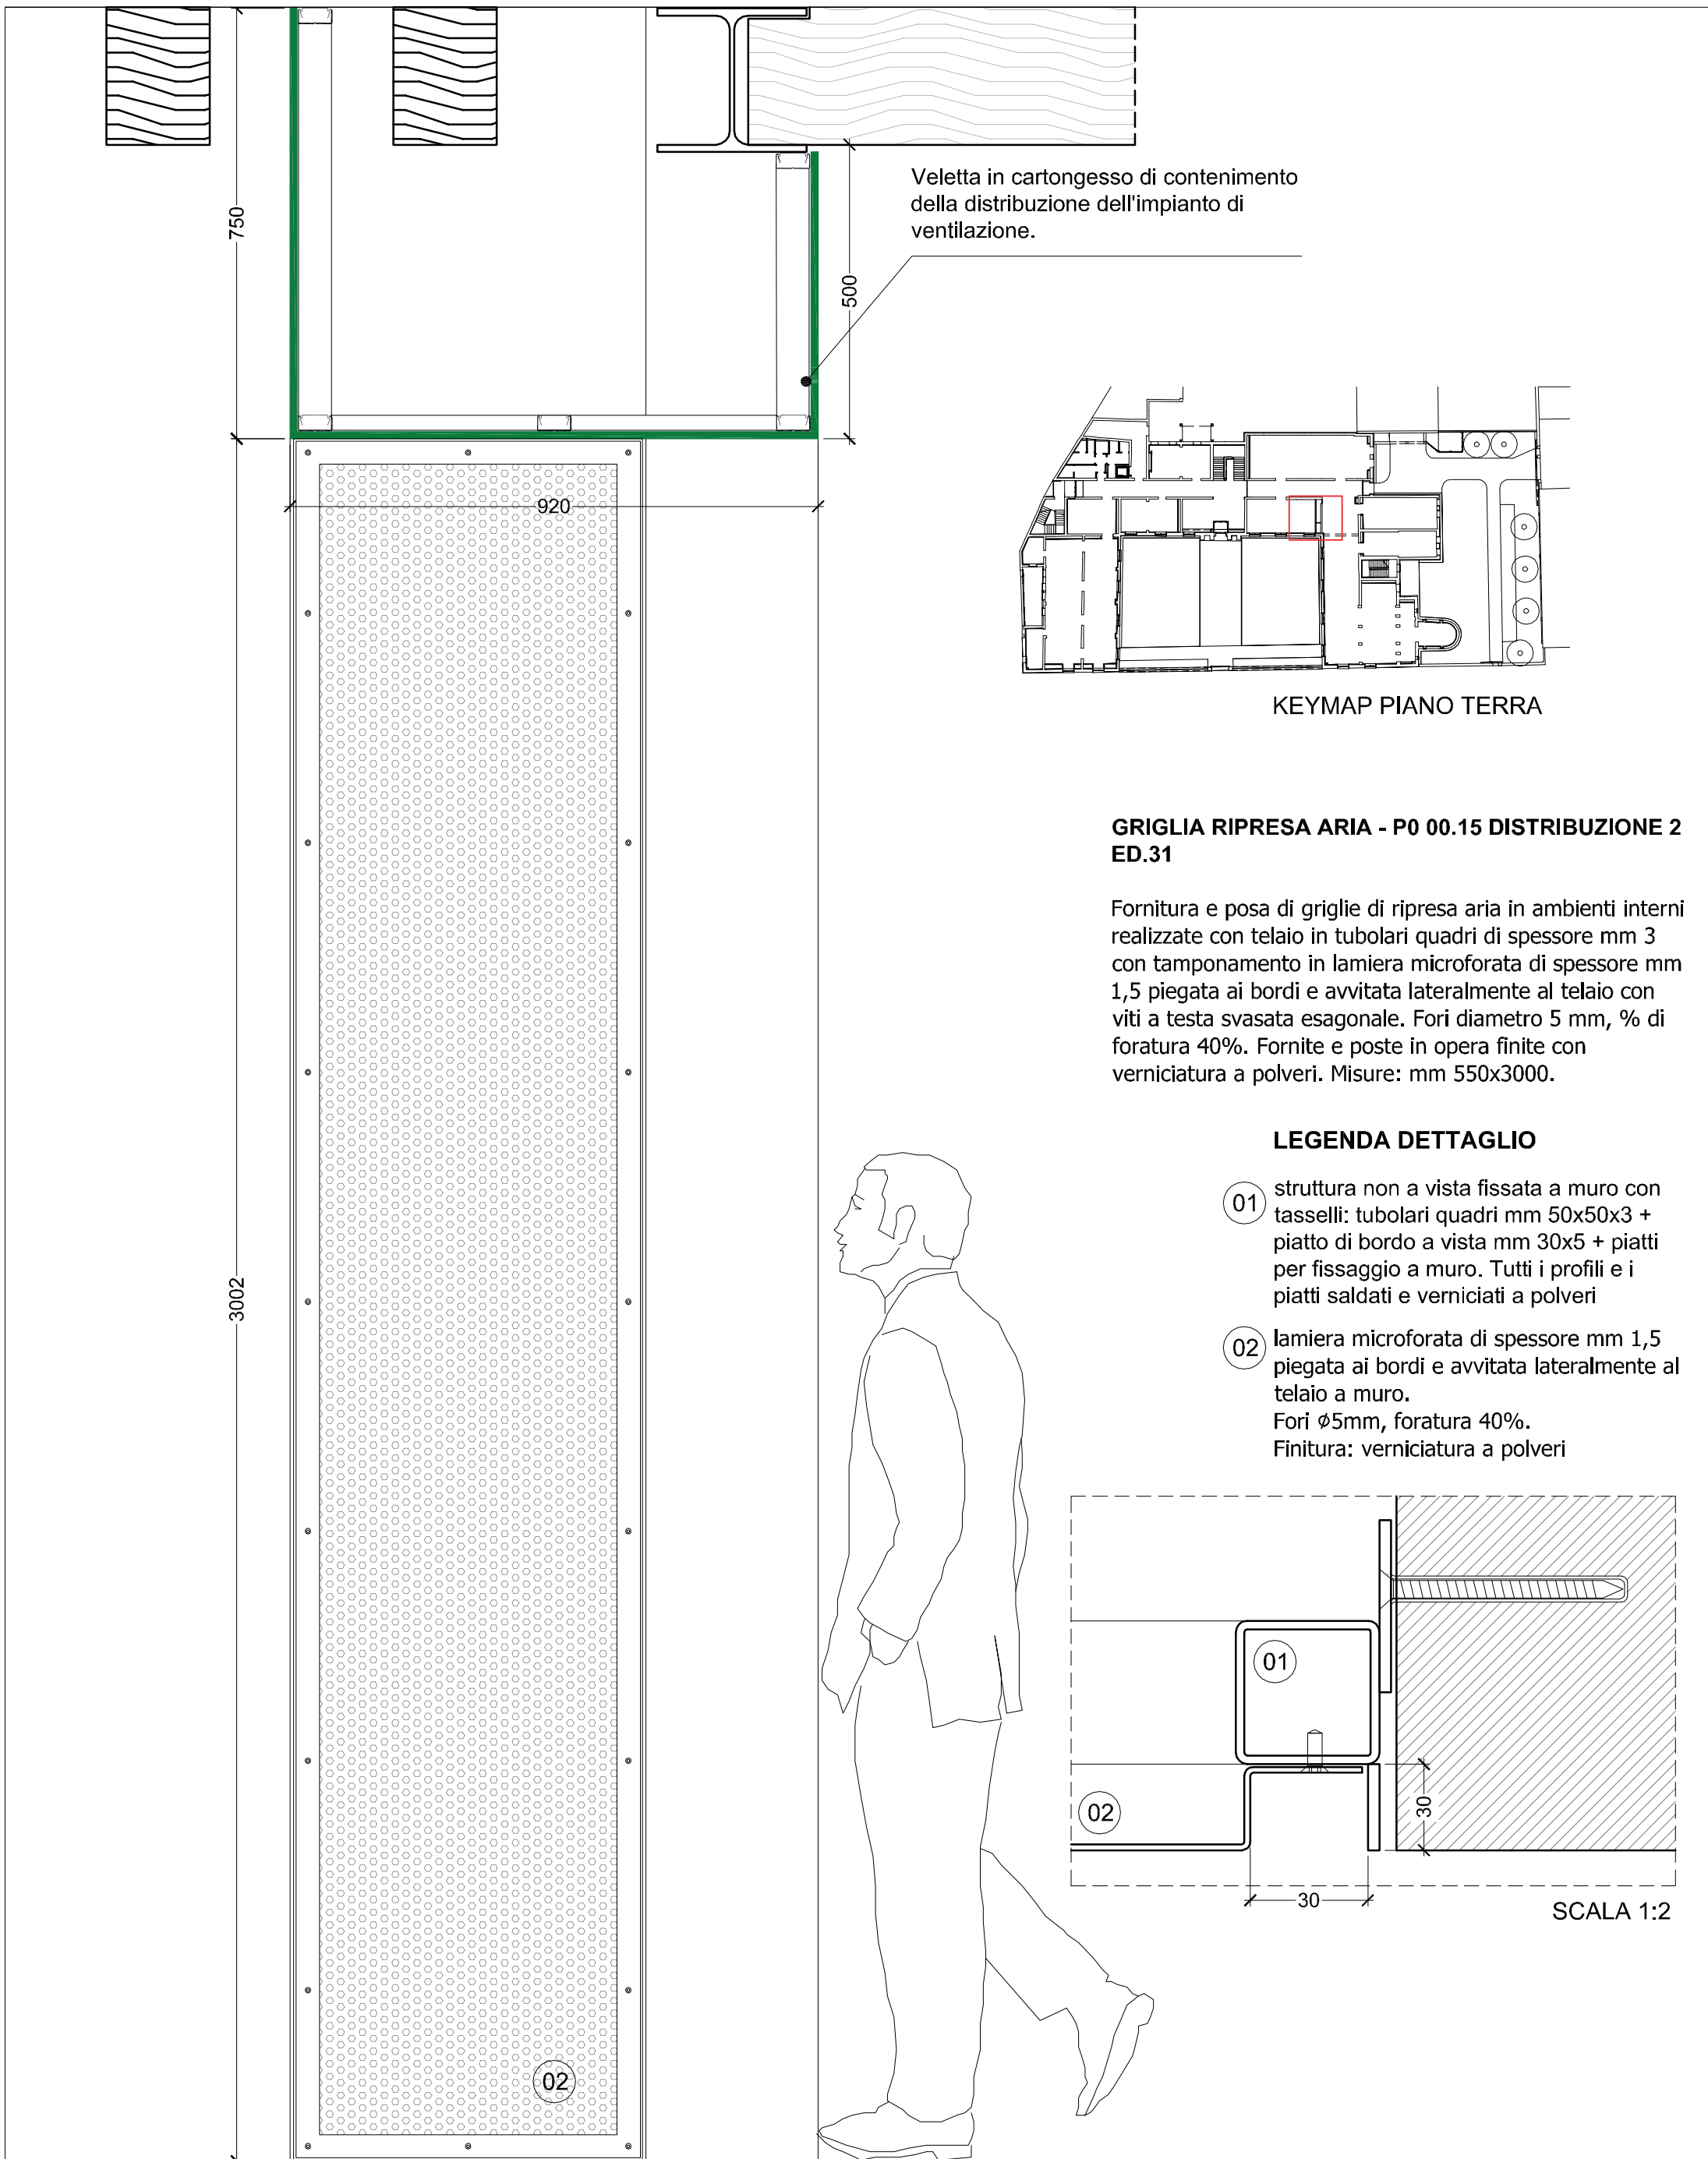 750
Veletta in cartongesso di contenimento
della distribuzione dell'impianto di
ventilazione.
500
920
KEYMAP PIANO TERRA
GRIGLIA RIPRESA ARIA - P0 00.15 DISTRIBUZIONE 2
ED.31
Fornitura e posa di griglie di ripresa aria in ambienti interni
realizzate con telaio in tubolari quadri di spessore mm 3
con tamponamento in lamiera microforata di spessore mm
1,5 piegata ai bordi e avvitata lateralmente al telaio con
viti a testa svasata esagonale. Fori diametro 5 mm, % di
foratura 40%. Fornite e poste in opera finite con
verniciatura a polveri. Misure: mm 550x3000.
LEGENDA DETTAGLIO
01
struttura non a vista fissata a muro con
tasselli: tubolari quadri mm 50x50x3 +
piatto di bordo a vista mm 30x5 + piatti
per fissaggio a muro. Tutti i profili e i
piatti saldati e verniciati a polveri
02
lamiera microforata di spessore mm 1,5
piegata ai bordi e avvitata lateralmente al
telaio a muro.
Fori ø5mm, foratura 40%.
Finitura: verniciatura a polveri
3002
01
02
30
30
SCALA 1:2
02